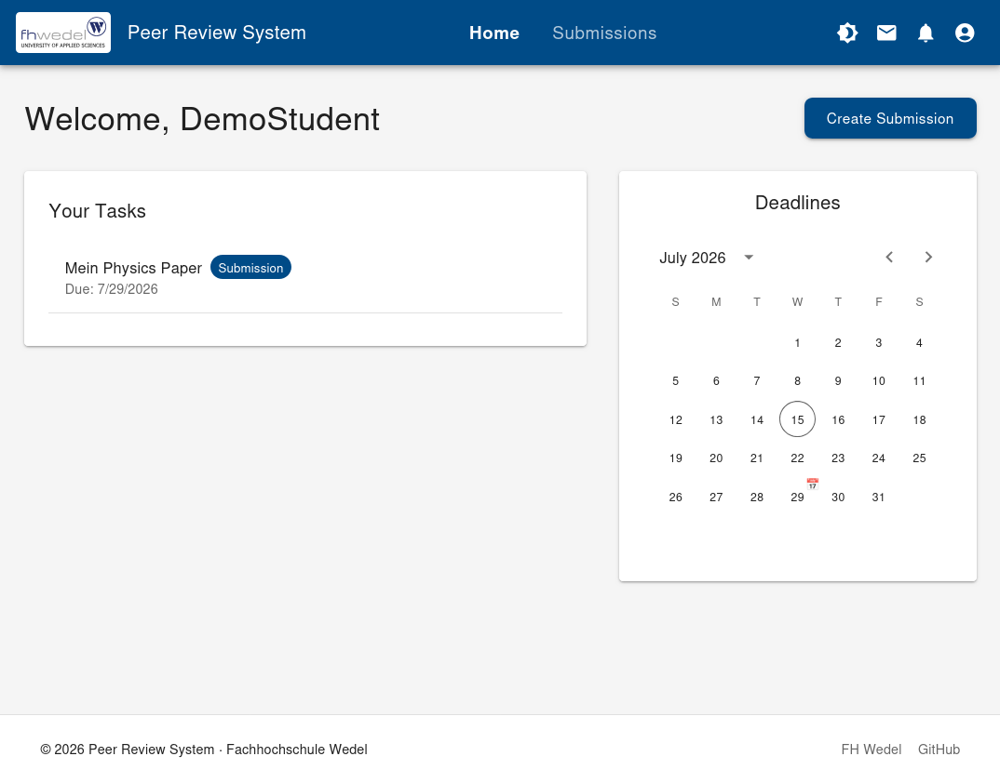 fhwedel W
UNIVERSITY OF APPLIED SCIENCES
Peer Review System
Home Submissions
Welcome, DemoStudent
Create Submission
Your Tasks
Mein Physics Paper Submission
Due: 7/29/2026
Deadlines
July 2026
S M T W T F S
1 2 3 4
5 6 7 8 9 10 11
12 13 14 15 16 17 18
19 20 21 22 23 24 25
26 27 28 29 30 31
© 2026 Peer Review System · Fachhochschule Wedel
FH Wedel GitHub